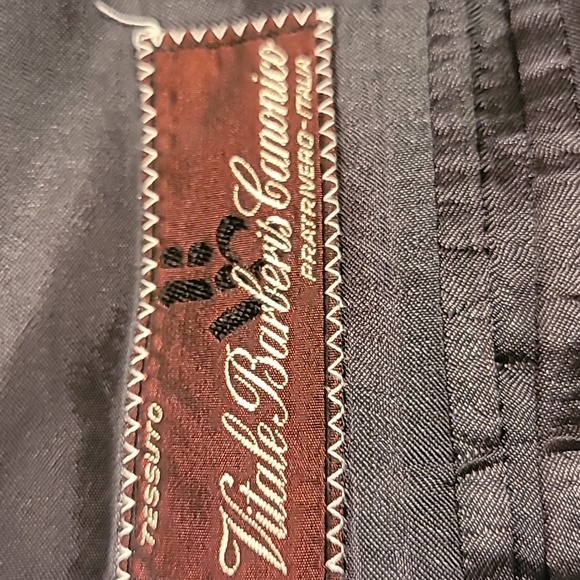 TESSUTO
Vitale Barberis Canonico
PRATRIVERO-ITALIA